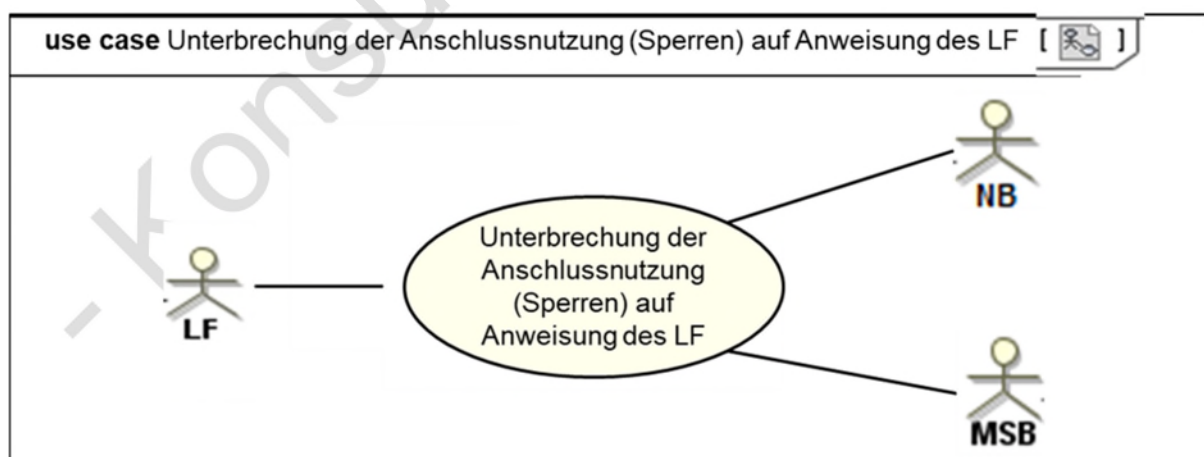 use case Unterbrechung der Anschlussnutzung (Sperren) auf Anweisung des LF [ ]
- Konsu
NB
Unterbrechung der
Anschlussnutzung
(Sperren) auf
Anweisung des LF
LF
MSB